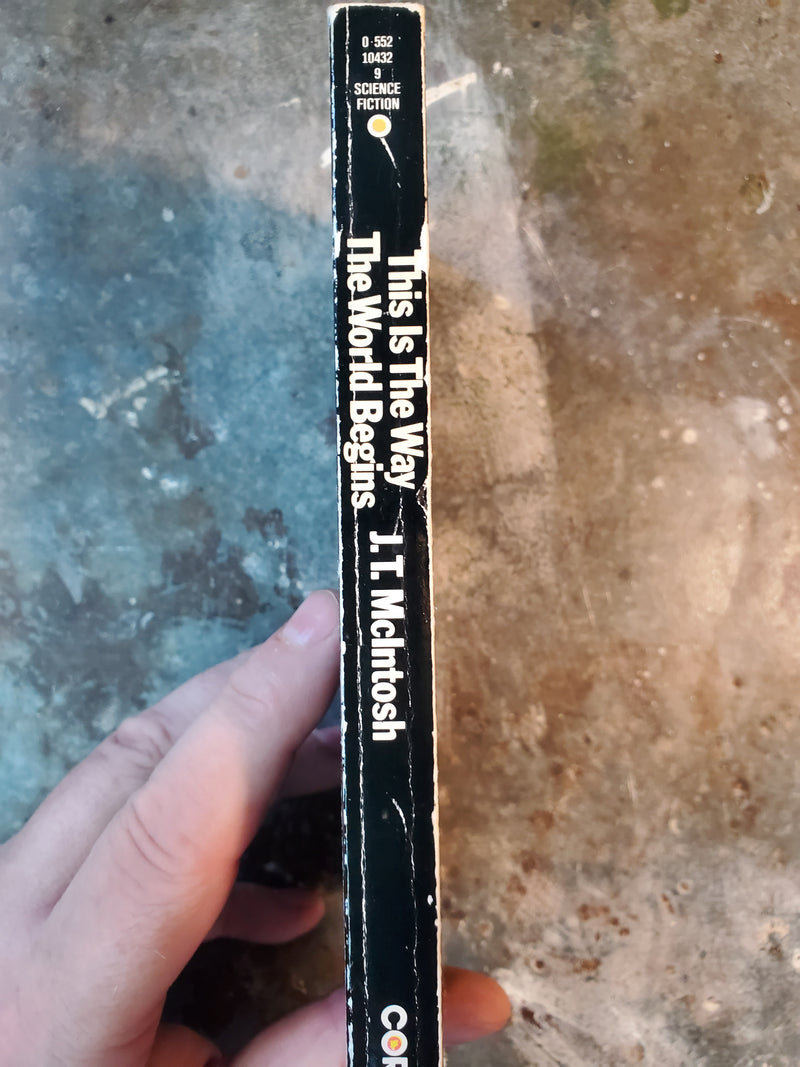 0·552
10432
9
SCIENCE
FICTION
This Is The Way
The World Begins
J.T. McIntosh
COR